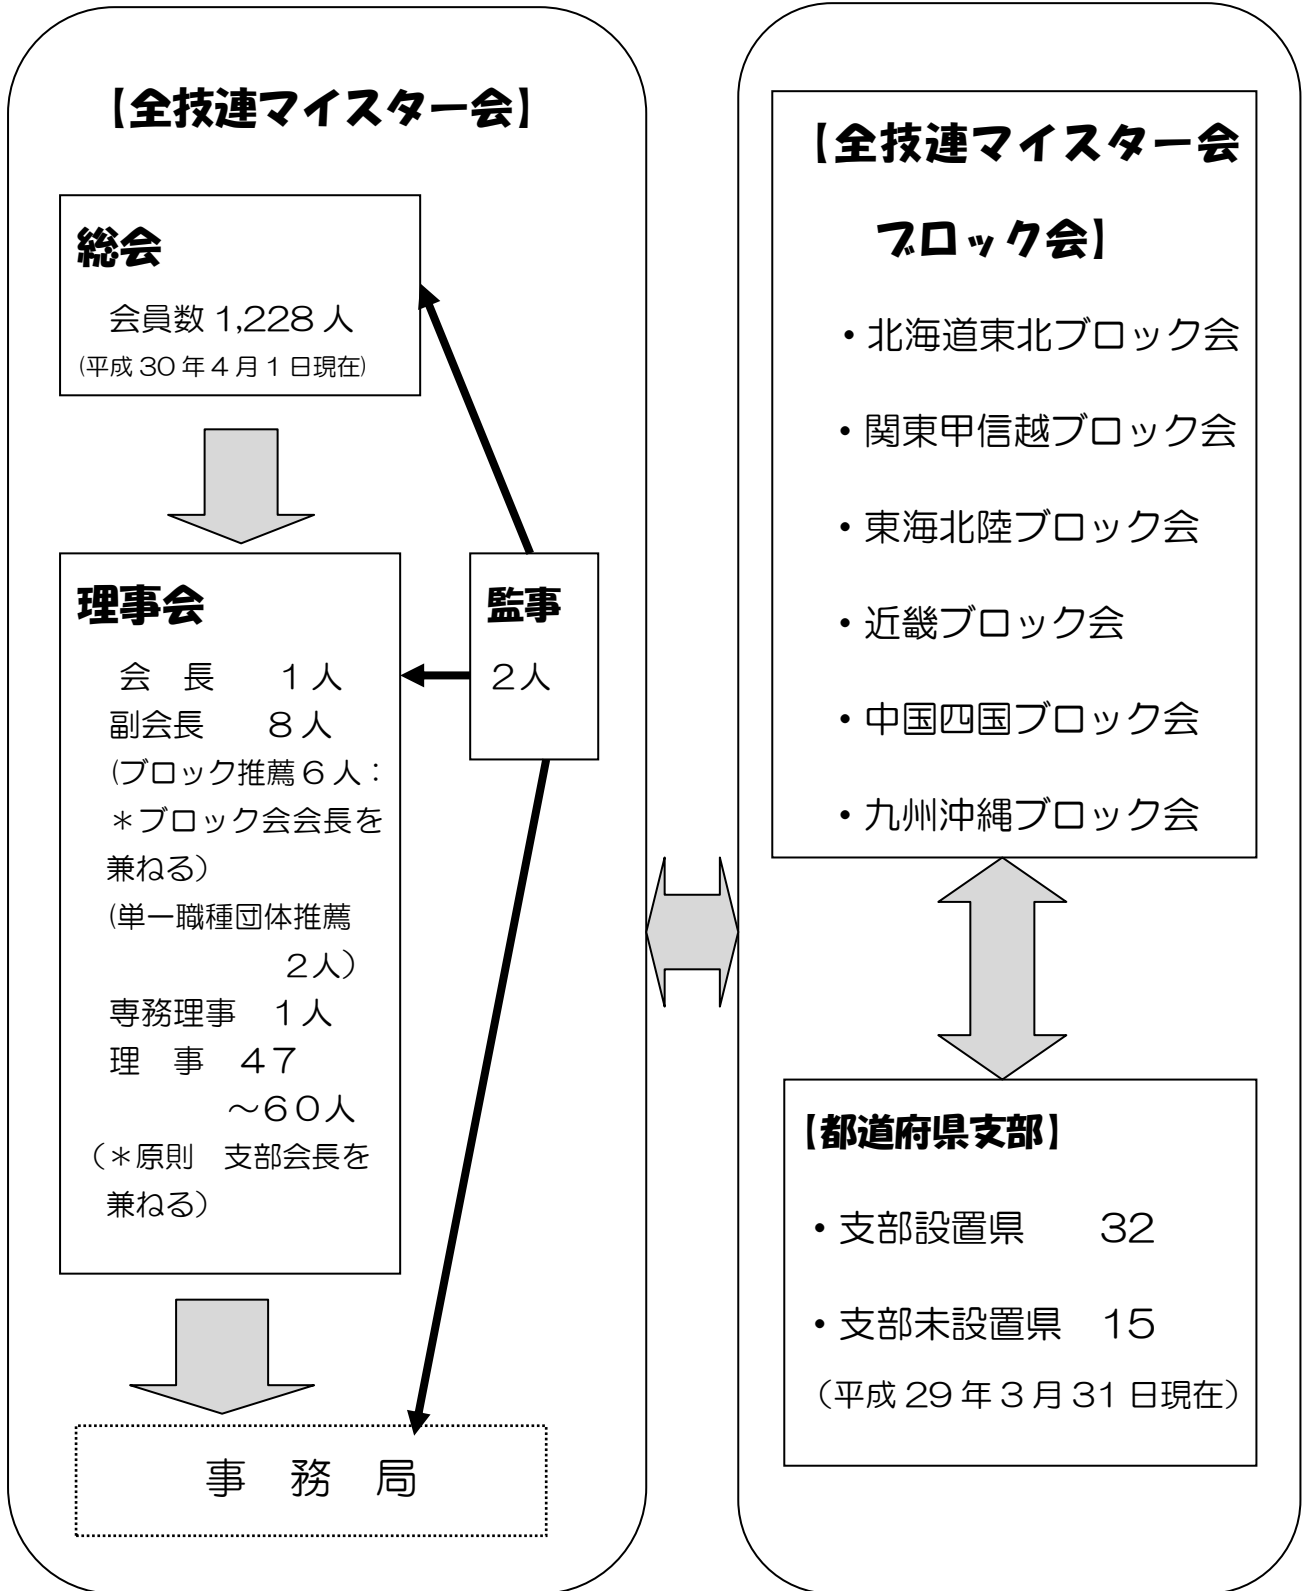 【全技連マイスター会】
総会
会員数 1,228 人
(平成 30 年 4 月 1 日現在)
理事会
会　長　　1人
副会長　　8人
(ブロック推薦6人：
＊ブロック会会長を
兼ねる）
(単一職種団体推薦
2人）
専務理事　1人
理　事　47
～60人
（＊原則　支部会長を
兼ねる）
監事
2人
事　務　局
【全技連マイスター会
ブロック会】
・北海道東北ブロック会
・関東甲信越ブロック会
・東海北陸ブロック会
・近畿ブロック会
・中国四国ブロック会
・九州沖縄ブロック会
【都道府県支部】
・支部設置県　　32
・支部未設置県　15
（平成 29 年 3 月 31 日現在）